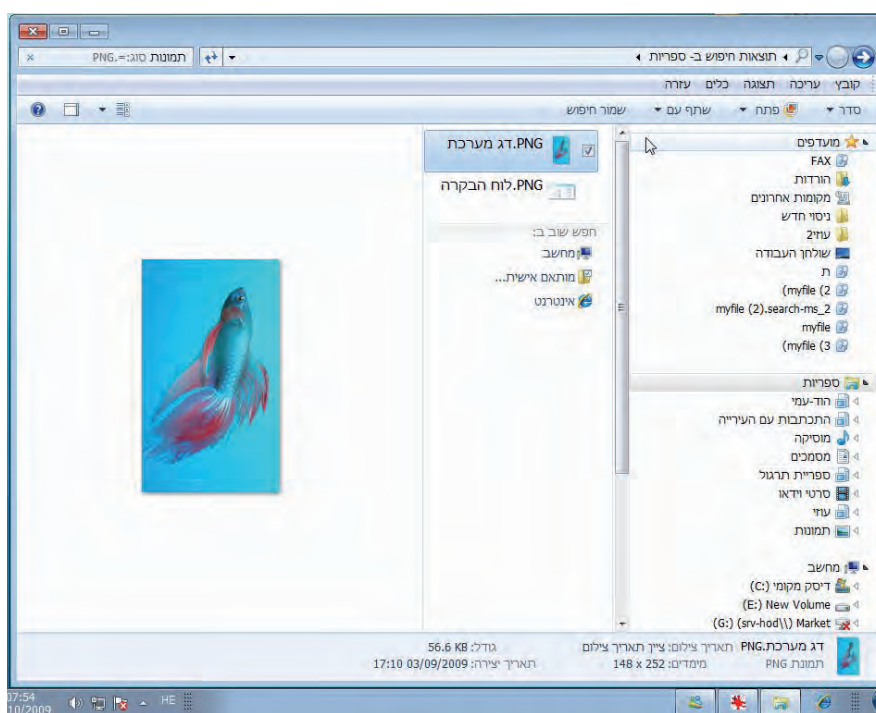 תוצאות חיפוש ב- ספריות
תמונות סוג:=.PNG
קובץ עריכה תצוגה כלים עזרה
סדר פתח שתף עם שמור חיפוש
מועדפים
FAX
הורדות
מקומות אחרונים
ניסוי חדש
עוזי2
שולחן העבודה
ת
(myfile (2
myfile (2).search-ms_2
myfile
(myfile (3
ספריות
הוד-עמי
התכתבות עם העירייה
מוסיקה
מסמכים
ספריית תרגול
סרטי וידאו
עוזי
תמונות
מחשב
דיסק מקומי (C:)
(E:) New Volume
(G:) (srv-hod\\) Market
דג מערכת.PNG
לוח הבקרה.PNG
חפש שוב ב:
מחשב
מותאם אישית...
אינטרנט
דג מערכת.PNG תאריך צילום: ציין תאריך צילום גודל: 56.6 KB
תמונת PNG מימדים: 148 x 252 תאריך יצירה: 17:10 03/09/2009
HE
07:54
10/2009